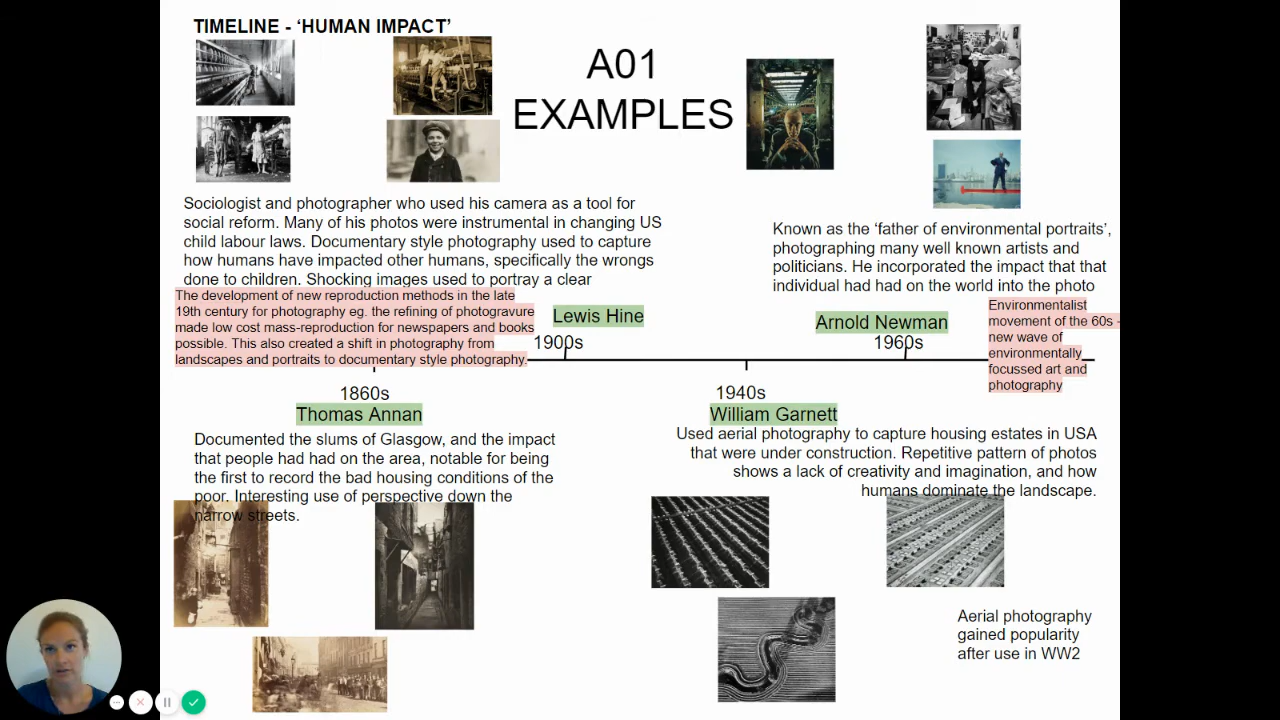 TIMELINE - ‘HUMAN IMPACT’
A01
EXAMPLES
Sociologist and photographer who used his camera as a tool for
social reform. Many of his photos were instrumental in changing US
child labour laws. Documentary style photography used to capture
how humans have impacted other humans, specifically the wrongs
done to children. Shocking images used to portray a clear
Known as the ‘father of environmental portraits’,
photographing many well known artists and
politicians. He incorporated the impact that that
individual had had on the world into the photo
The development of new reproduction methods in the late
19th century for photography eg. the refining of photogravure
made low cost mass-reproduction for newspapers and books
possible. This also created a shift in photography from
landscapes and portraits to documentary style photography.
Lewis Hine
1900s
Arnold Newman
1960s
Environmentalist
movement of the 60s -
new wave of
environmentally
focussed art and
photography
1860s
Thomas Annan
Documented the slums of Glasgow, and the impact
that people had had on the area, notable for being
the first to record the bad housing conditions of the
poor. Interesting use of perspective down the
narrow streets.
1940s
William Garnett
Used aerial photography to capture housing estates in USA
that were under construction. Repetitive pattern of photos
shows a lack of creativity and imagination, and how
humans dominate the landscape.
Aerial photography
gained popularity
after use in WW2